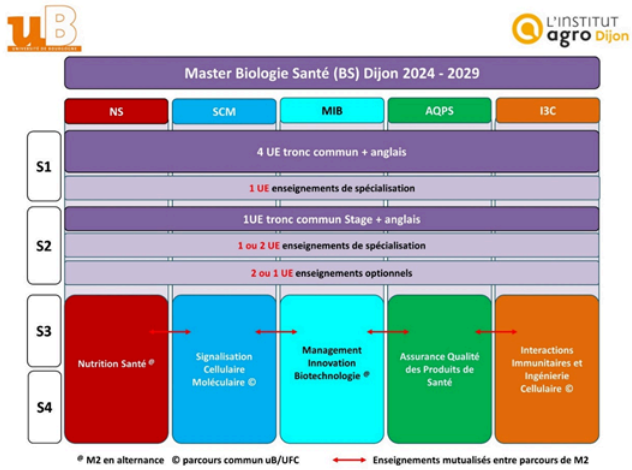 uB
UNIVERSITÉ DE BOURGOGNE
L'INSTITUT
agro Dijon
Master Biologie Santé (BS) Dijon 2024 - 2029
NS
SCM
MIB
AQPS
I3C
S1
4 UE tronc commun + anglais
1 UE enseignements de spécialisation
S2
1UE tronc commun Stage + anglais
1 ou 2 UE enseignements de spécialisation
2 ou 1 UE enseignements optionnels
S3
S4
Nutrition Santé @
Signalisation
Cellulaire
Moléculaire ©
Management
Innovation
Biotechnologie @
Assurance Qualité
des Produits de
Santé
Interactions
Immunitaires et
Ingénierie
Cellulaire ©
@ M2 en alternance © parcours commun uB/UFC
Enseignements mutualisés entre parcours de M2